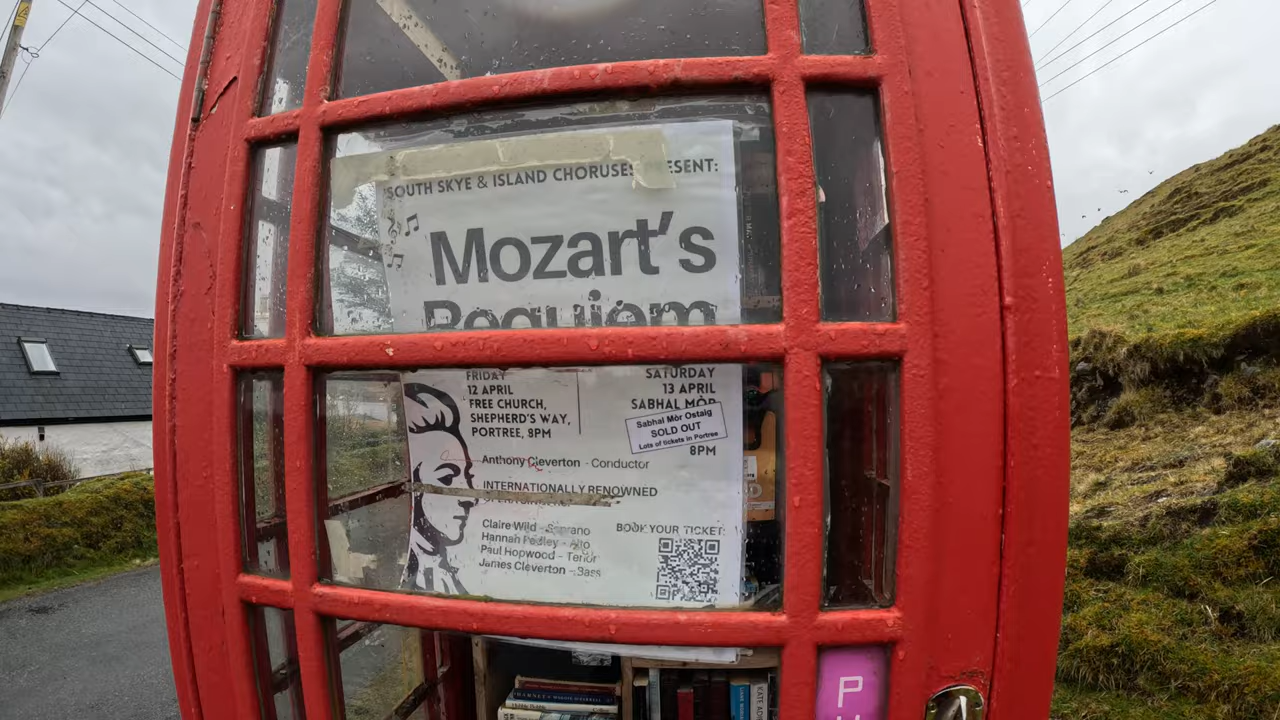 SOUTH SKYE & ISLAND CHORUSES ESENT:
Mozart's
Requiem
FRIDAY
12 APRIL
FREE CHURCH,
SHEPHERD'S WAY,
PORTREE, 8PM
SATURDAY
13 APRIL
SABHAL MÒR
Sabhal Mòr Ostaig
SOLD OUT
Lots of tickets in Portree
8PM
Anthony Cleverton - Conductor
INTERNATIONALLY RENOWNED
Claire Wild - Soprano
Hannah Pedley - Alto
Paul Hopwood - Tenor
James Cleverton - Bass
BOOK YOUR TICKET:
P